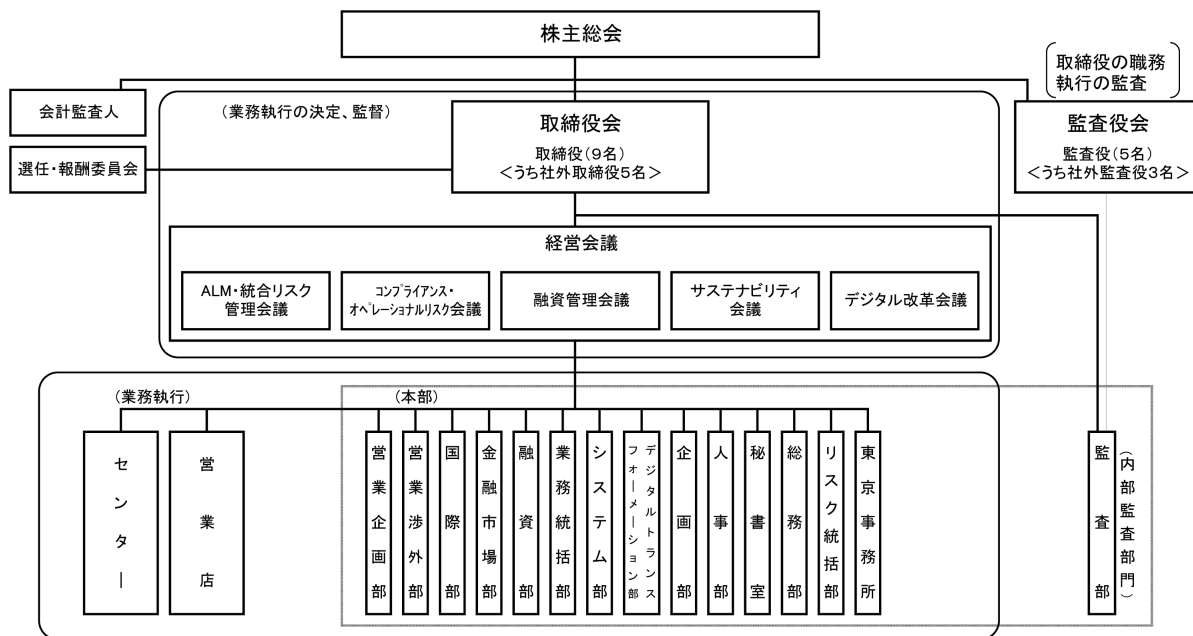 株主総会
取締役の職務
執行の監査
会計監査人
(業務執行の決定、監督)
取締役会
取締役(9名)
<うち社外取締役5名>
監査役会
監査役(5名)
<うち社外監査役3名>
選任・報酬委員会
経営会議
ALM・統合リスク
管理会議
コンプライアンス・
オペレーショナルリスク会議
融資管理会議
サステナビリティ
会議
デジタル改革会議
(業務執行)
(本部)
センター
営業店
営業企画部
営業渉外部
国際部
金融市場部
融資部
業務統括部
システム部
デジタルトランス
フォーメーション部
企画部
人事部
秘書室
総務部
リスク統括部
東京事務所
監査部
(内部監査部門)